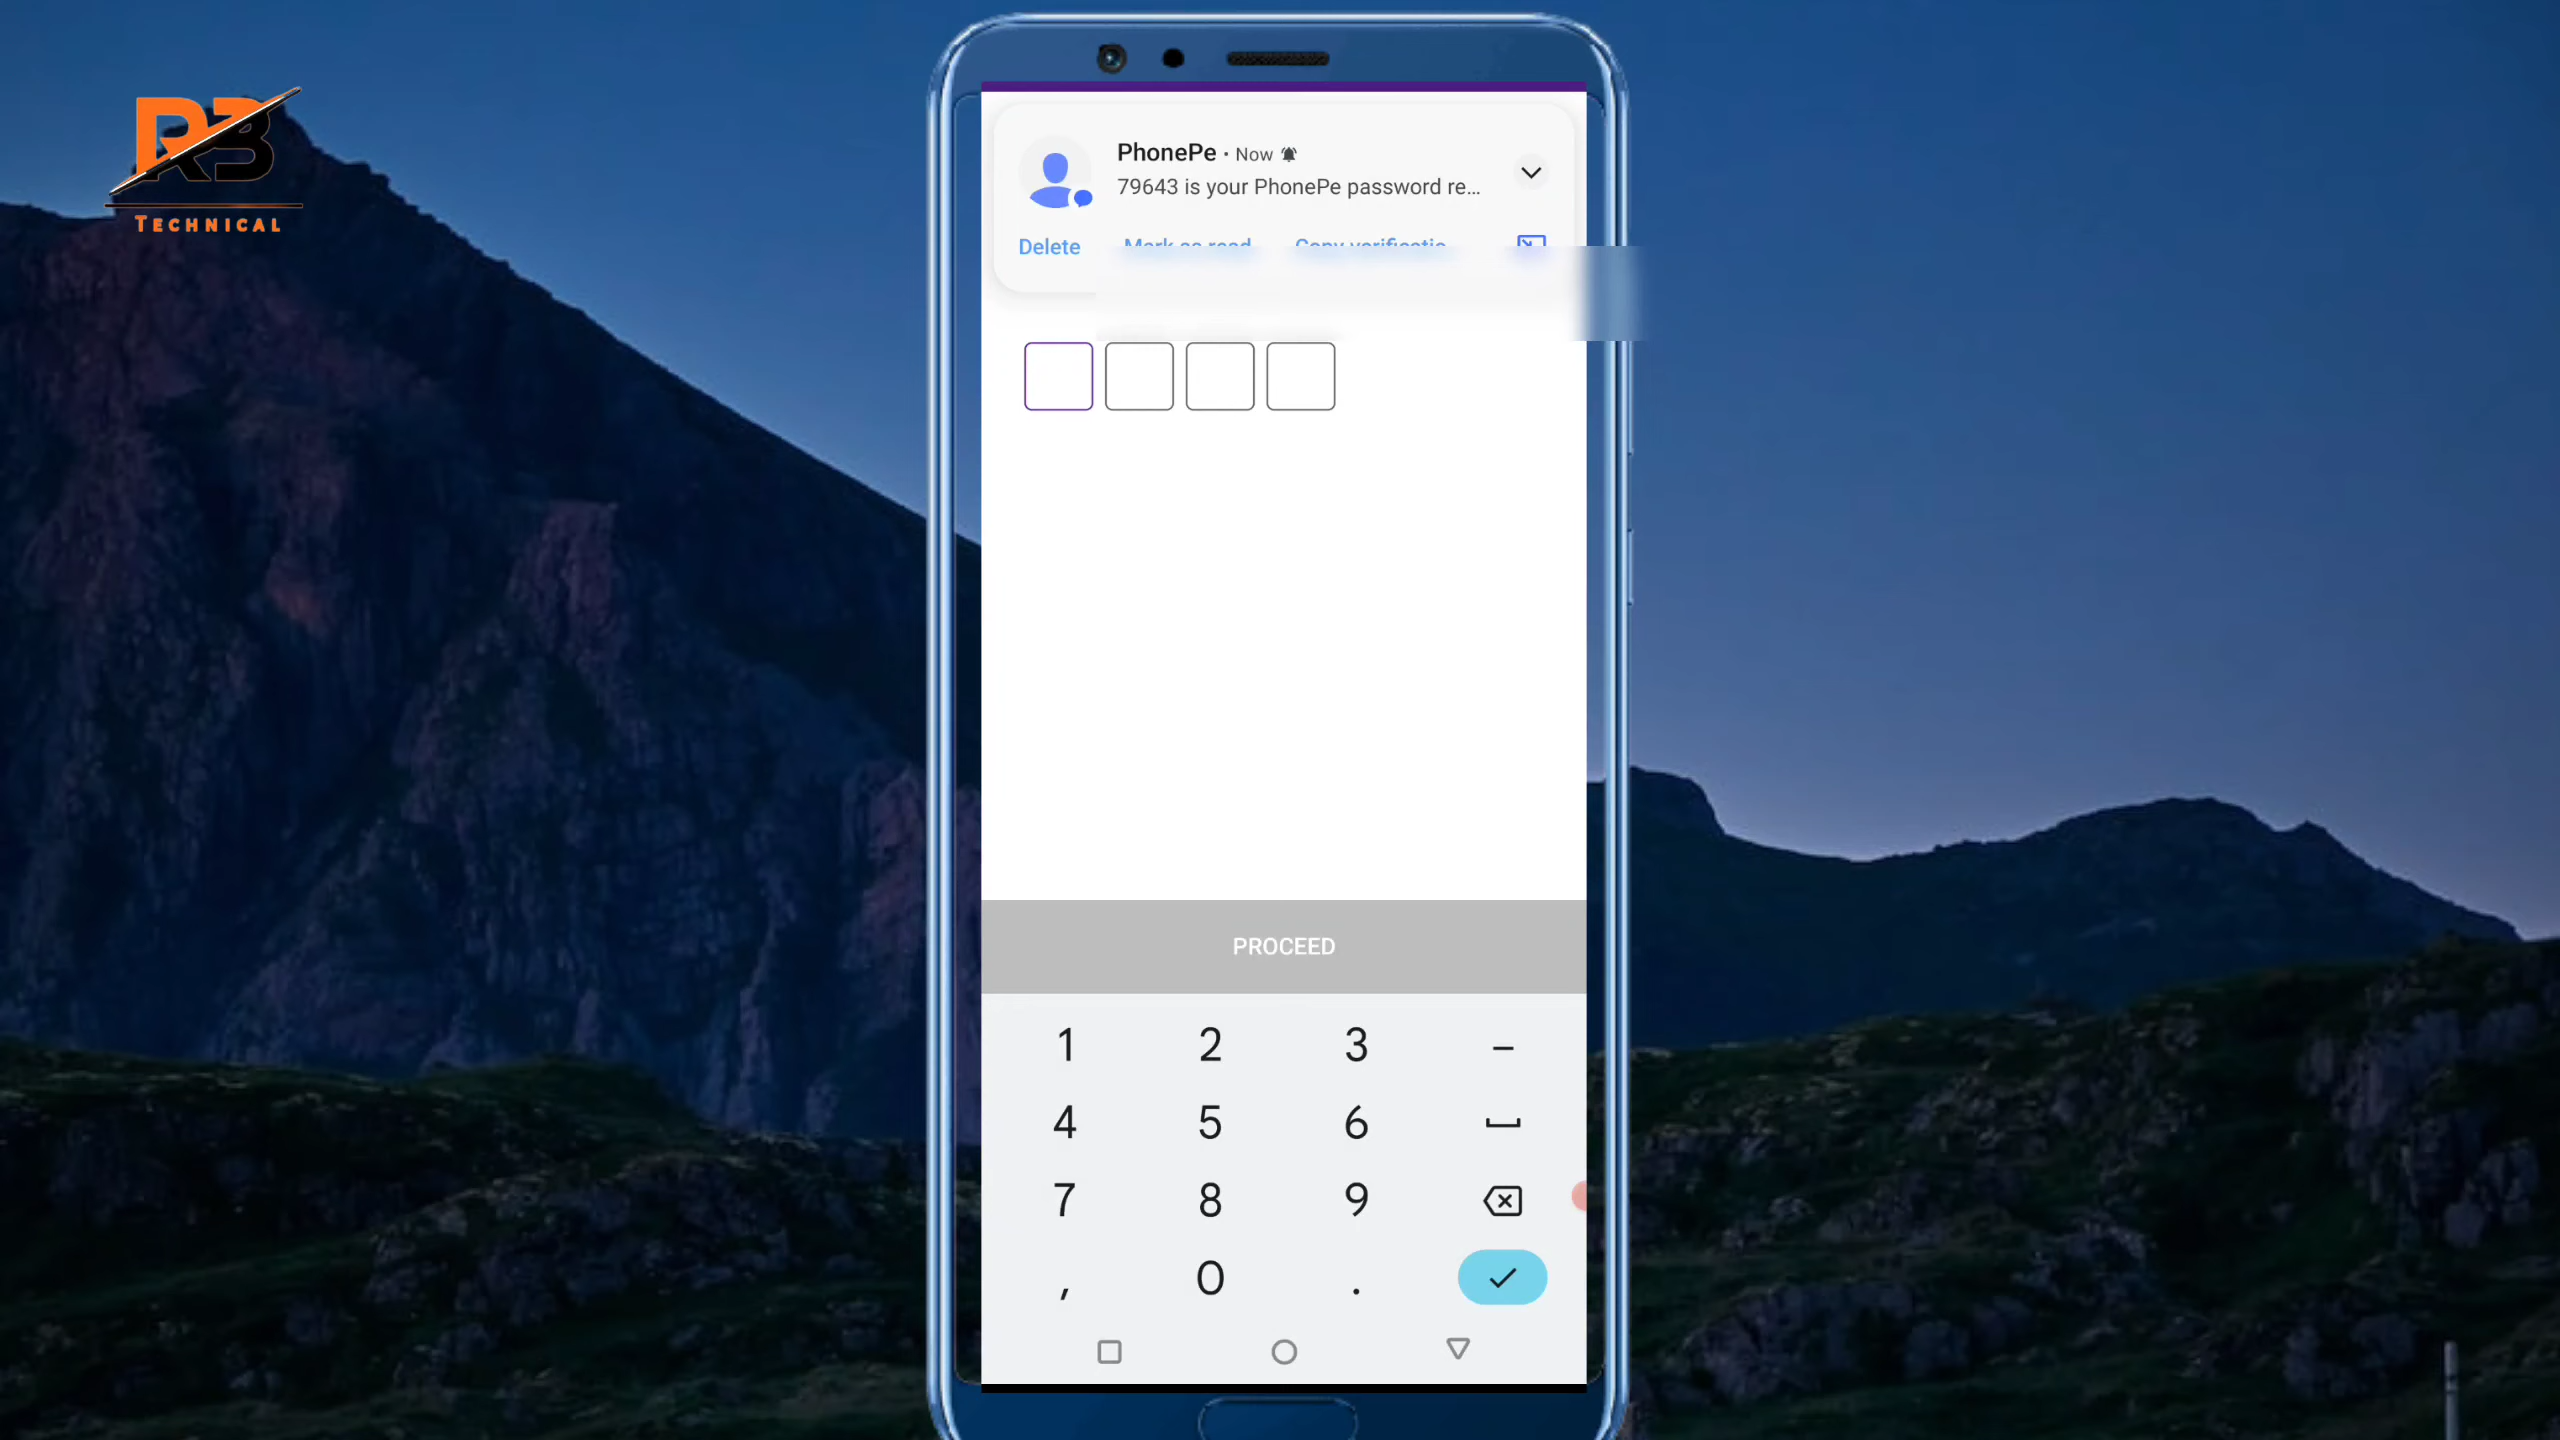 R3
TECHNICAL
PhonePe · Now
79643 is your PhonePe password re...
Delete Mark as read Copy verificatio
PROCEED
1 2 3 –
4 5 6
7 8 9
, 0 .